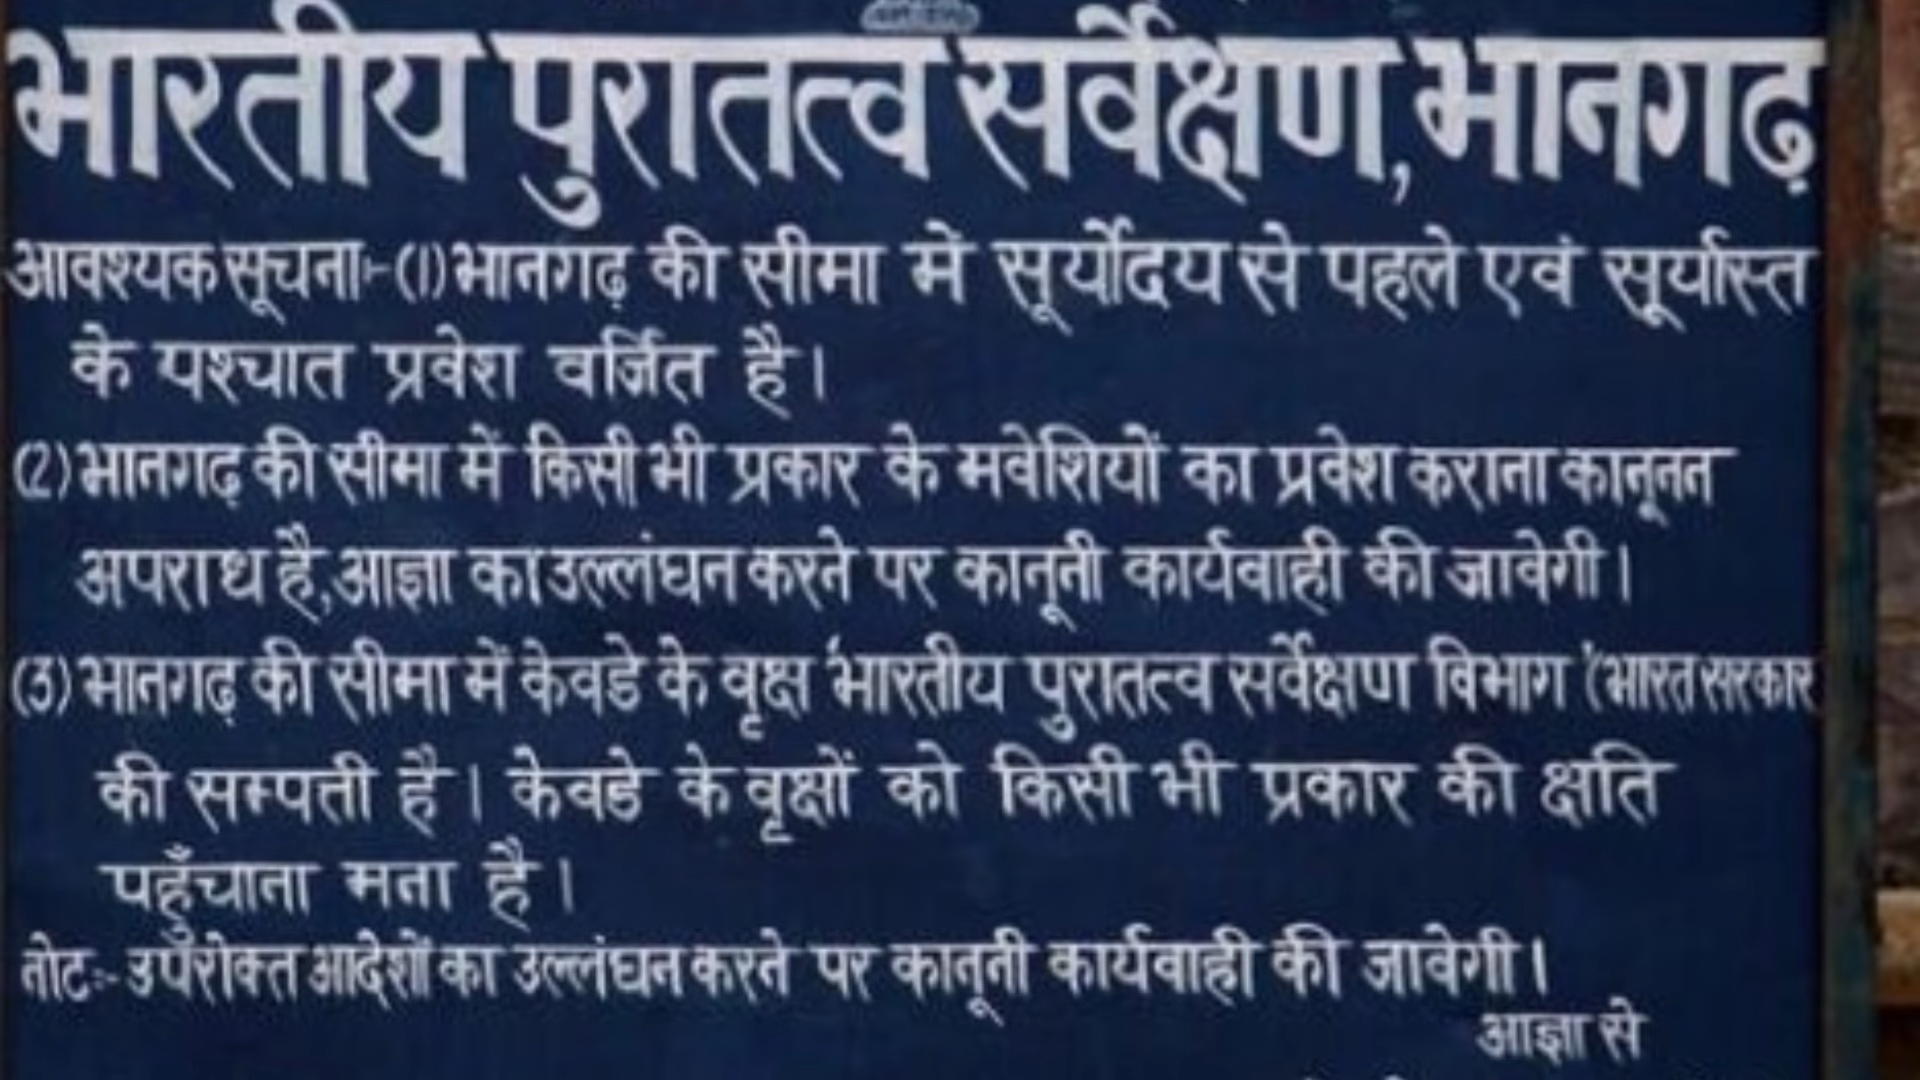 भारतीय पुरातत्व सर्वेक्षण, भानगढ़
आवश्यक सूचनाः-(1) भानगढ़ की सीमा में सूर्योदय से पहले एवं सूर्यास्त
के पश्चात प्रवेश वर्जित है।
(2) भानगढ़ की सीमा में किसी भी प्रकार के मवेशियों का प्रवेश कराना कानूनन
अपराध है, आज्ञा का उल्लंघन करने पर कानूनी कार्यवाही की जावेगी।
(3) भानगढ़ की सीमा में केवडे के वृक्ष भारतीय पुरातत्व सर्वेक्षण विभाग (भारत सरकार
की सम्पती है। केवडे के वृक्षों को किसी भी प्रकार की क्षति
पहुँचाना मना है।
नोटः- उपरोक्त आदेशों का उल्लंघन करने पर कानूनी कार्यवाही की जावेगी।
आज्ञा से